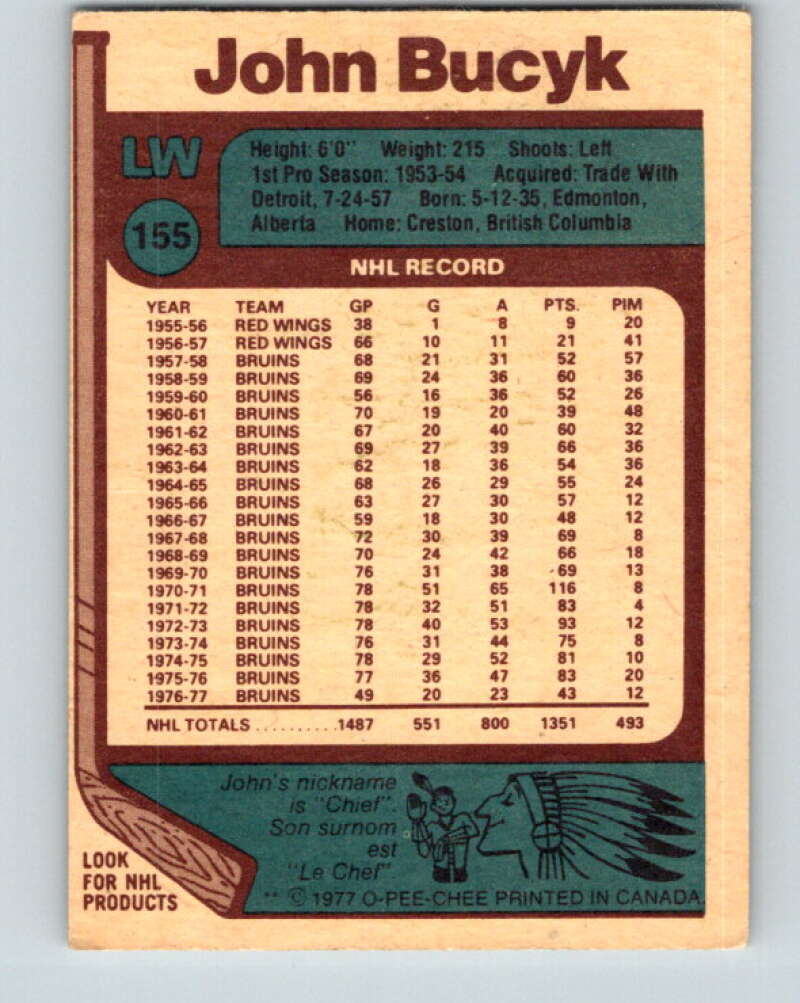 John Bucyk
LW
155
Height: 6'0" Weight: 215 Shoots: Left
1st Pro Season: 1953-54 Acquired: Trade With
Detroit, 7-24-57 Born: 5-12-35, Edmonton,
Alberta Home: Creston, British Columbia
NHL RECORD
YEAR TEAM GP G A PTS. PIM
1955-56 RED WINGS 38 1 8 9 20
1956-57 RED WINGS 66 10 11 21 41
1957-58 BRUINS 68 21 31 52 57
1958-59 BRUINS 69 24 36 60 36
1959-60 BRUINS 56 16 36 52 26
1960-61 BRUINS 70 19 20 39 48
1961-62 BRUINS 67 20 40 60 32
1962-63 BRUINS 69 27 39 66 36
1963-64 BRUINS 62 18 36 54 36
1964-65 BRUINS 68 26 29 55 24
1965-66 BRUINS 63 27 30 57 12
1966-67 BRUINS 59 18 30 48 12
1967-68 BRUINS 72 30 39 69 8
1968-69 BRUINS 70 24 42 66 18
1969-70 BRUINS 76 31 38 69 13
1970-71 BRUINS 78 51 65 116 8
1971-72 BRUINS 78 32 51 83 4
1972-73 BRUINS 78 40 53 93 12
1973-74 BRUINS 76 31 44 75 8
1974-75 BRUINS 78 29 52 81 10
1975-76 BRUINS 77 36 47 83 20
1976-77 BRUINS 49 20 23 43 12
NHL TOTALS .......... 1487 551 800 1351 493
John's nickname
is "Chief".
Son surnom
est
"Le Chef".
LOOK
FOR NHL
PRODUCTS
** © 1977 O-PEE-CHEE PRINTED IN CANADA